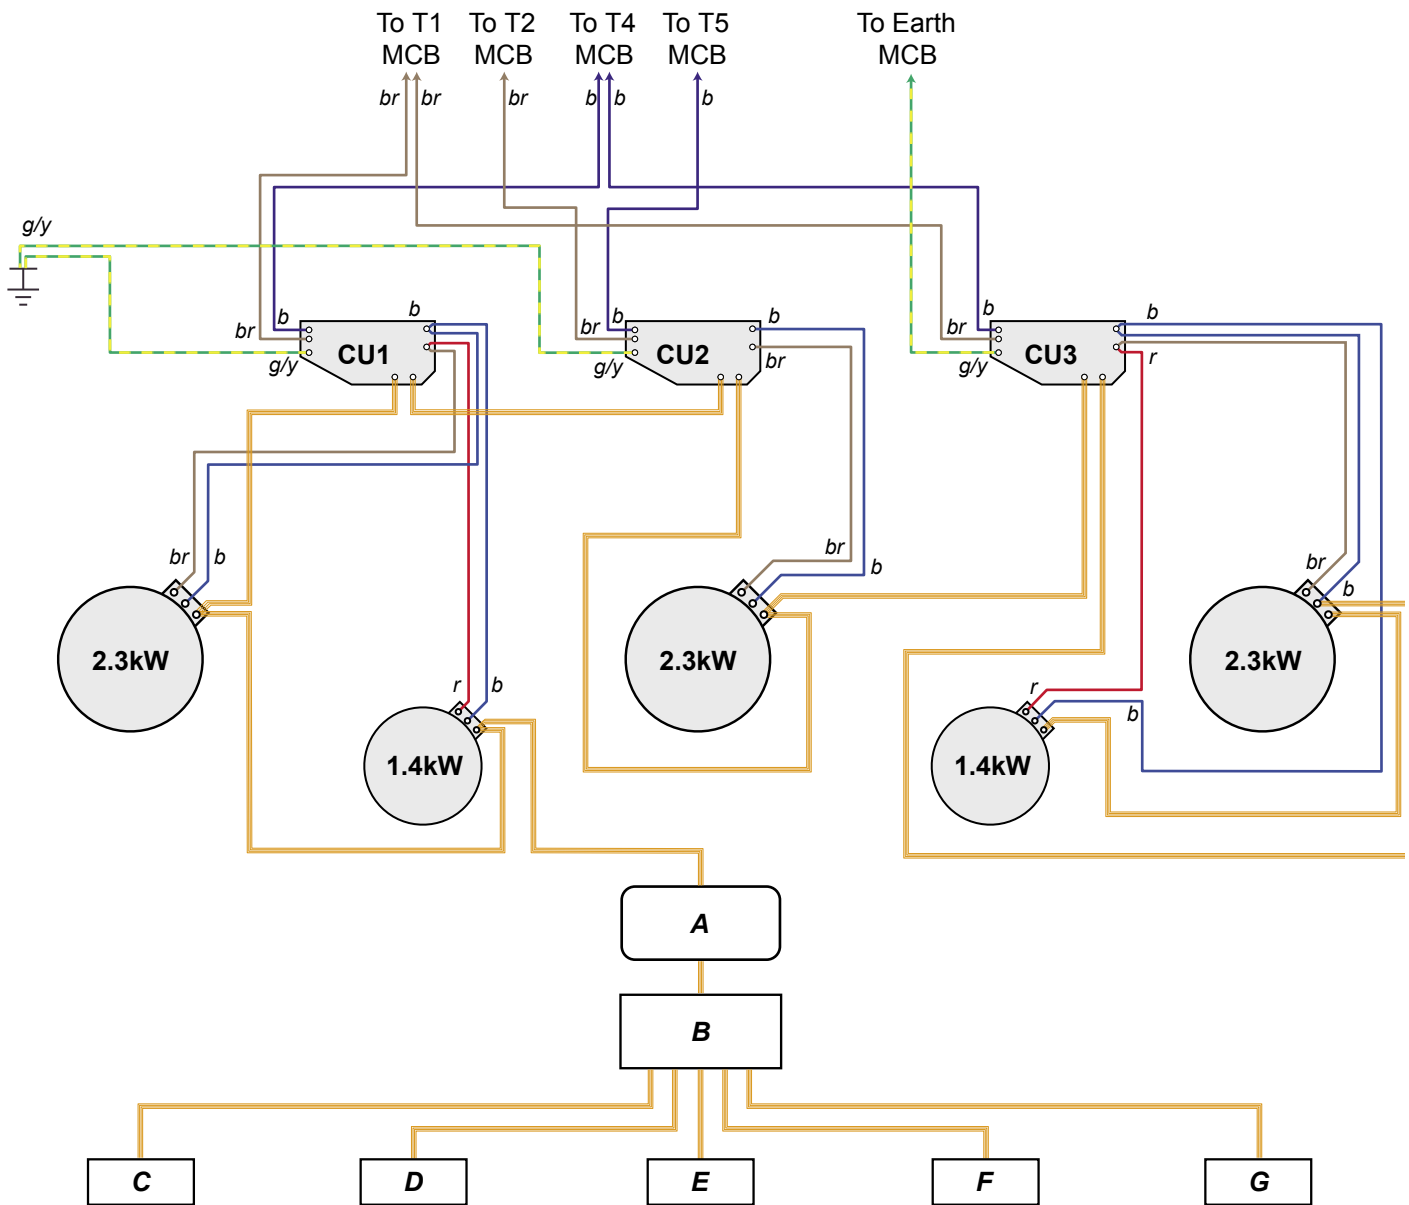 To T1 To T2 To T4 To T5 To Earth
MCB MCB MCB MCB MCB
br br br b b b
g/y
b b br b b b b
br br br r
CU1 CU2 CU3
g/y g/y g/y
br b br b br b
2.3kW 2.3kW 2.3kW
r b r b
1.4kW 1.4kW
A
B
C D E F G